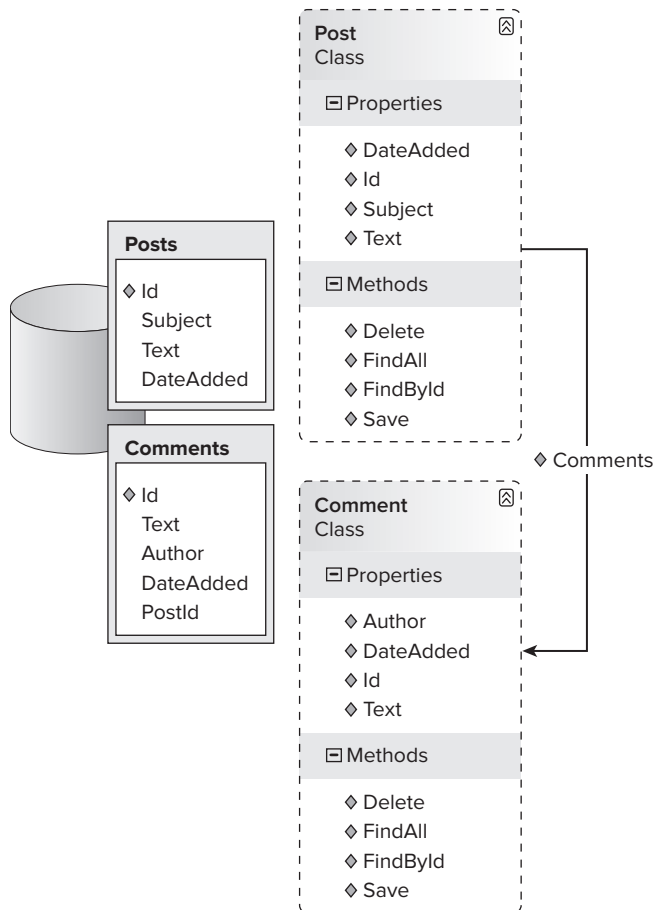 Post
Class
Properties
DateAdded
Id
Subject
Text
Methods
Delete
FindAll
FindById
Save
Posts
Id
Subject
Text
DateAdded
Comments
Id
Text
Author
DateAdded
PostId
Comments
Comment
Class
Properties
Author
DateAdded
Id
Text
Methods
Delete
FindAll
FindById
Save